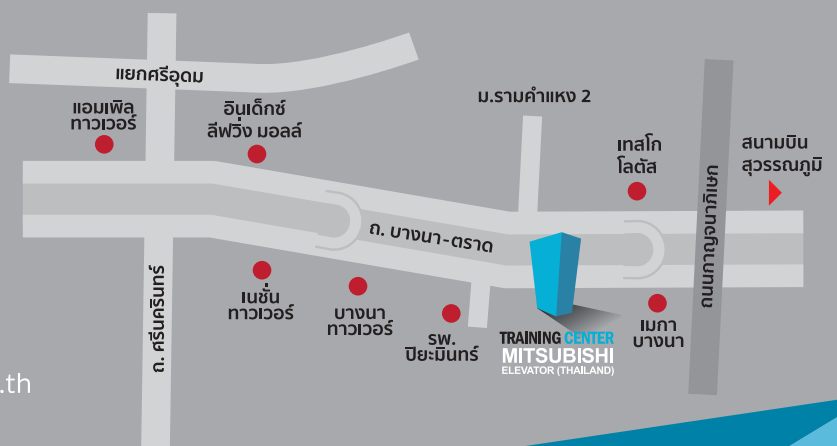 แยกศรีอุดม
แอมเพิล
ทาวเวอร์
อินเด็กซ์
ลีฟวิ่ง มอลล์
ม.รามคำแหง 2
เทสโก
โลตัส
สนามบิน
สุวรรณภูมิ
ถนนกาญจนาภิเษก
ถ. บางนา-ตราด
ถ. ศรีนครินทร์
เนชั่น
ทาวเวอร์
บางนา
ทาวเวอร์
รพ.
ปิยะมินทร์
TRAINING CENTER
MITSUBISHI
ELEVATOR (THAILAND)
เมกา
บางนา
.th